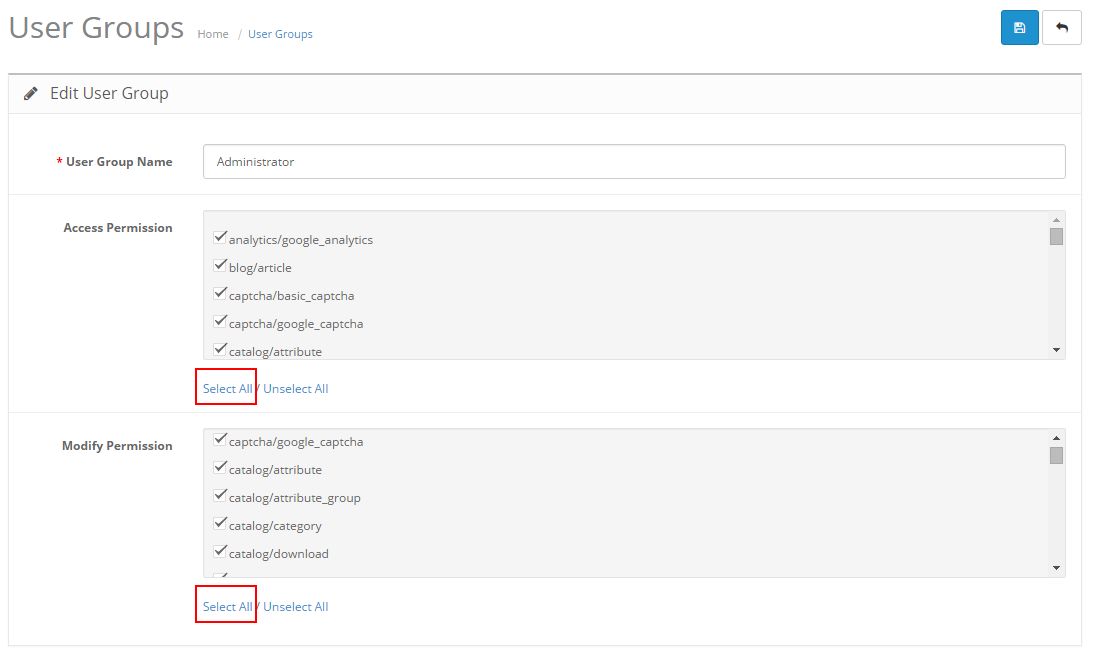 User Groups Home / User Groups
Edit User Group
* User Group Name Administrator
Access Permission
analytics/google_analytics
blog/article
captcha/basic_captcha
captcha/google_captcha
catalog/attribute
Select All / Unselect All
Modify Permission
captcha/google_captcha
catalog/attribute
catalog/attribute_group
catalog/category
catalog/download
Select All / Unselect All